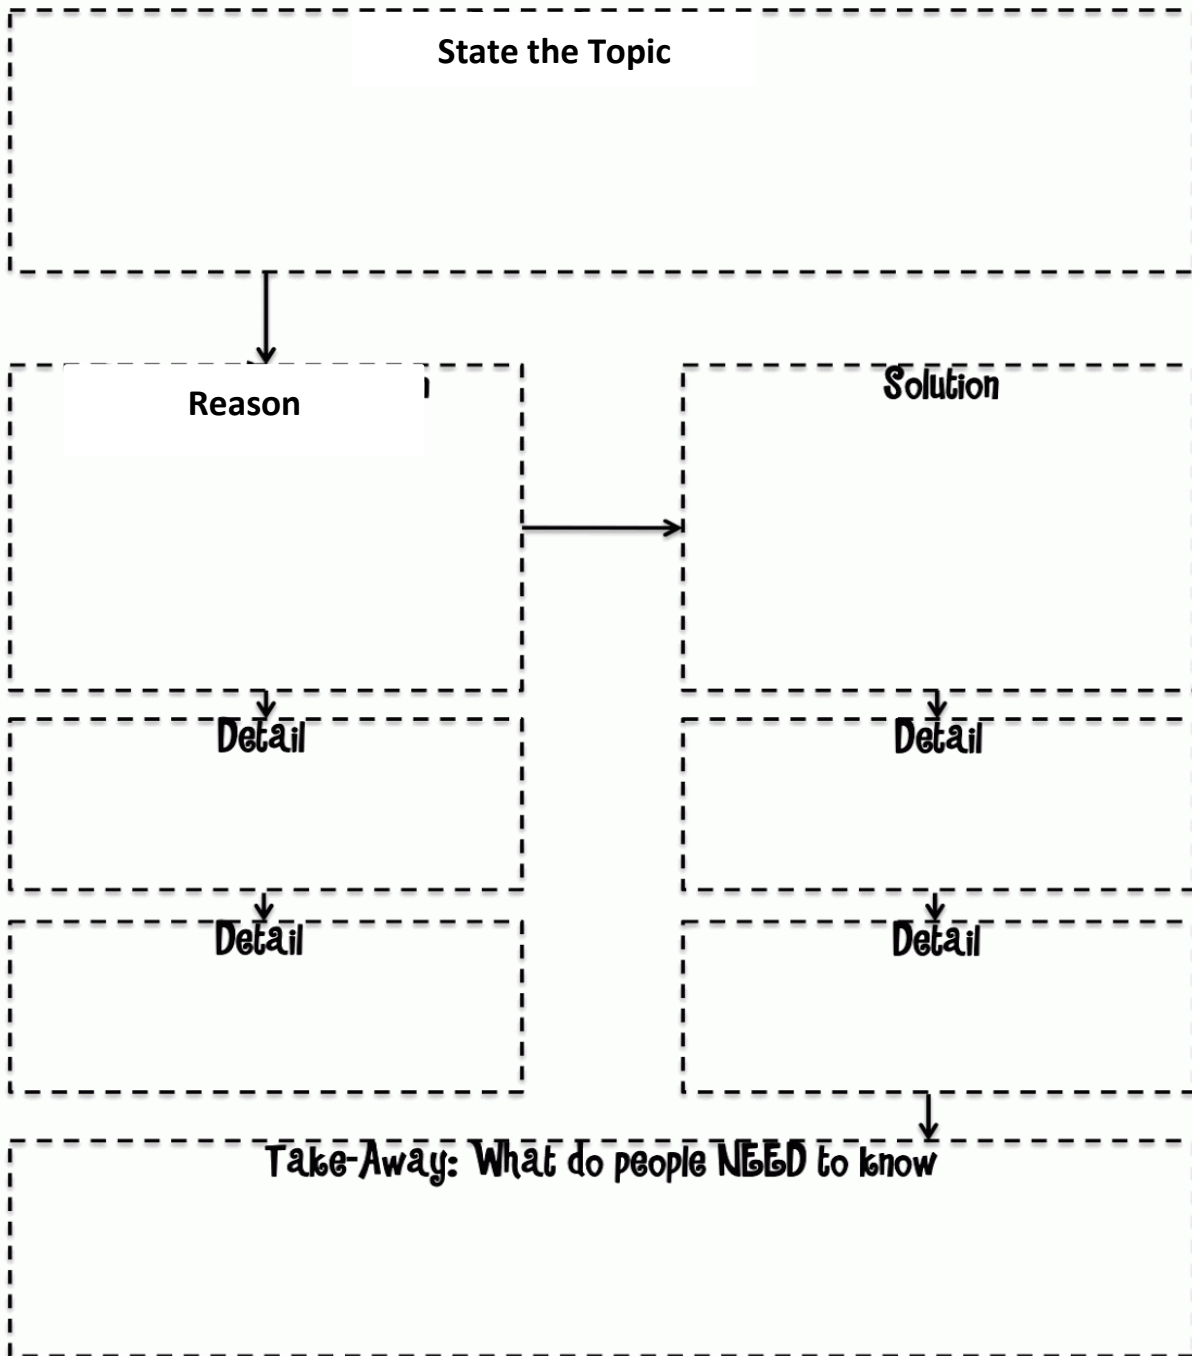 State the Topic
Reason
Solution
Detail
Detail
Detail
Detail
Take-Away: What do people NEED to know